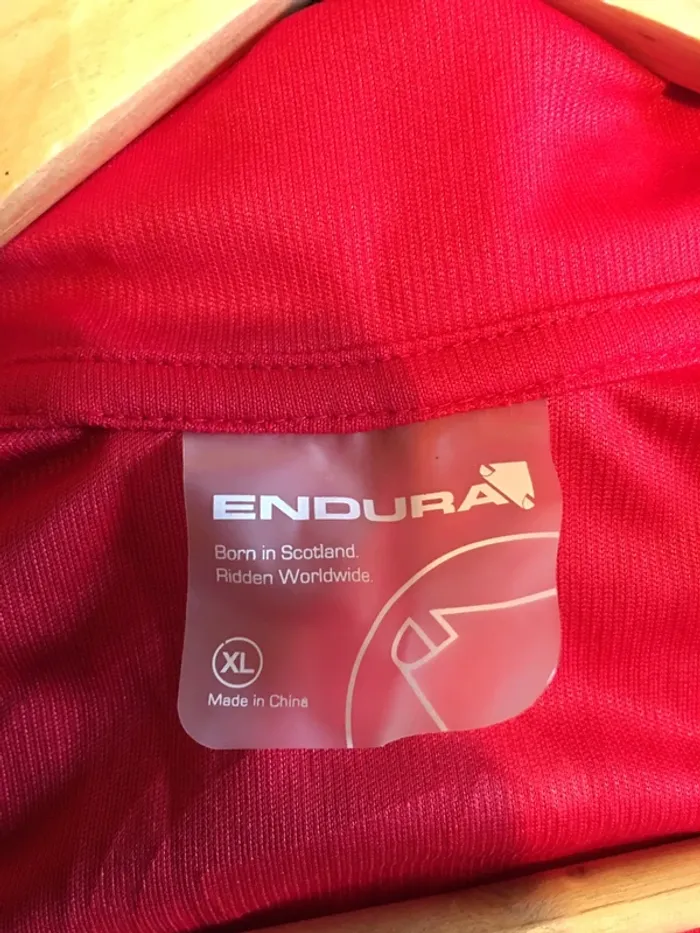 ENDURA
Born in Scotland.
Ridden Worldwide.
XL
Made in China